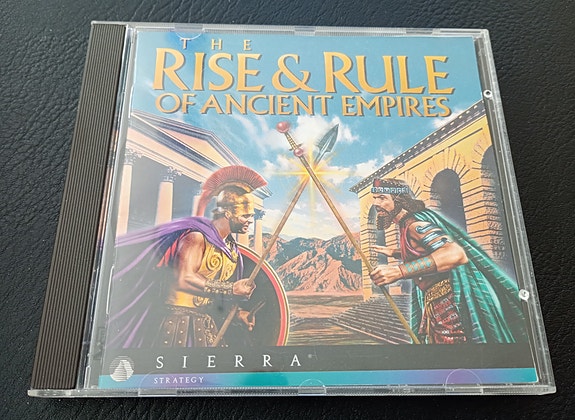 THE
RISE & RULE
OF ANCIENT EMPIRES
SIERRA
STRATEGY